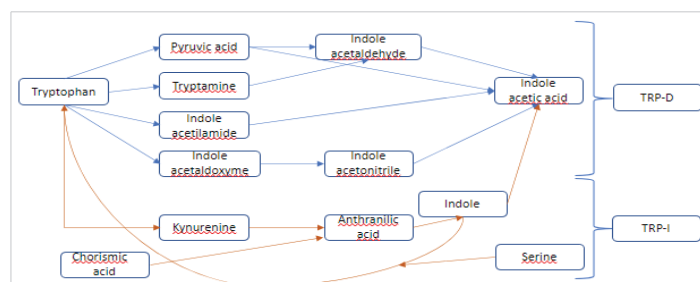 Pyruvic acid
Indole
acetaldehyde
Tryptophan
Tryptamine
Indole
acetic acid
TRP-D
Indole
acetilamide
Indole
acetaldoxyme
Indole
acetonitrile
Indole
Kynurenine
Anthranilic
acid
TRP-I
Chorismic
acid
Serine